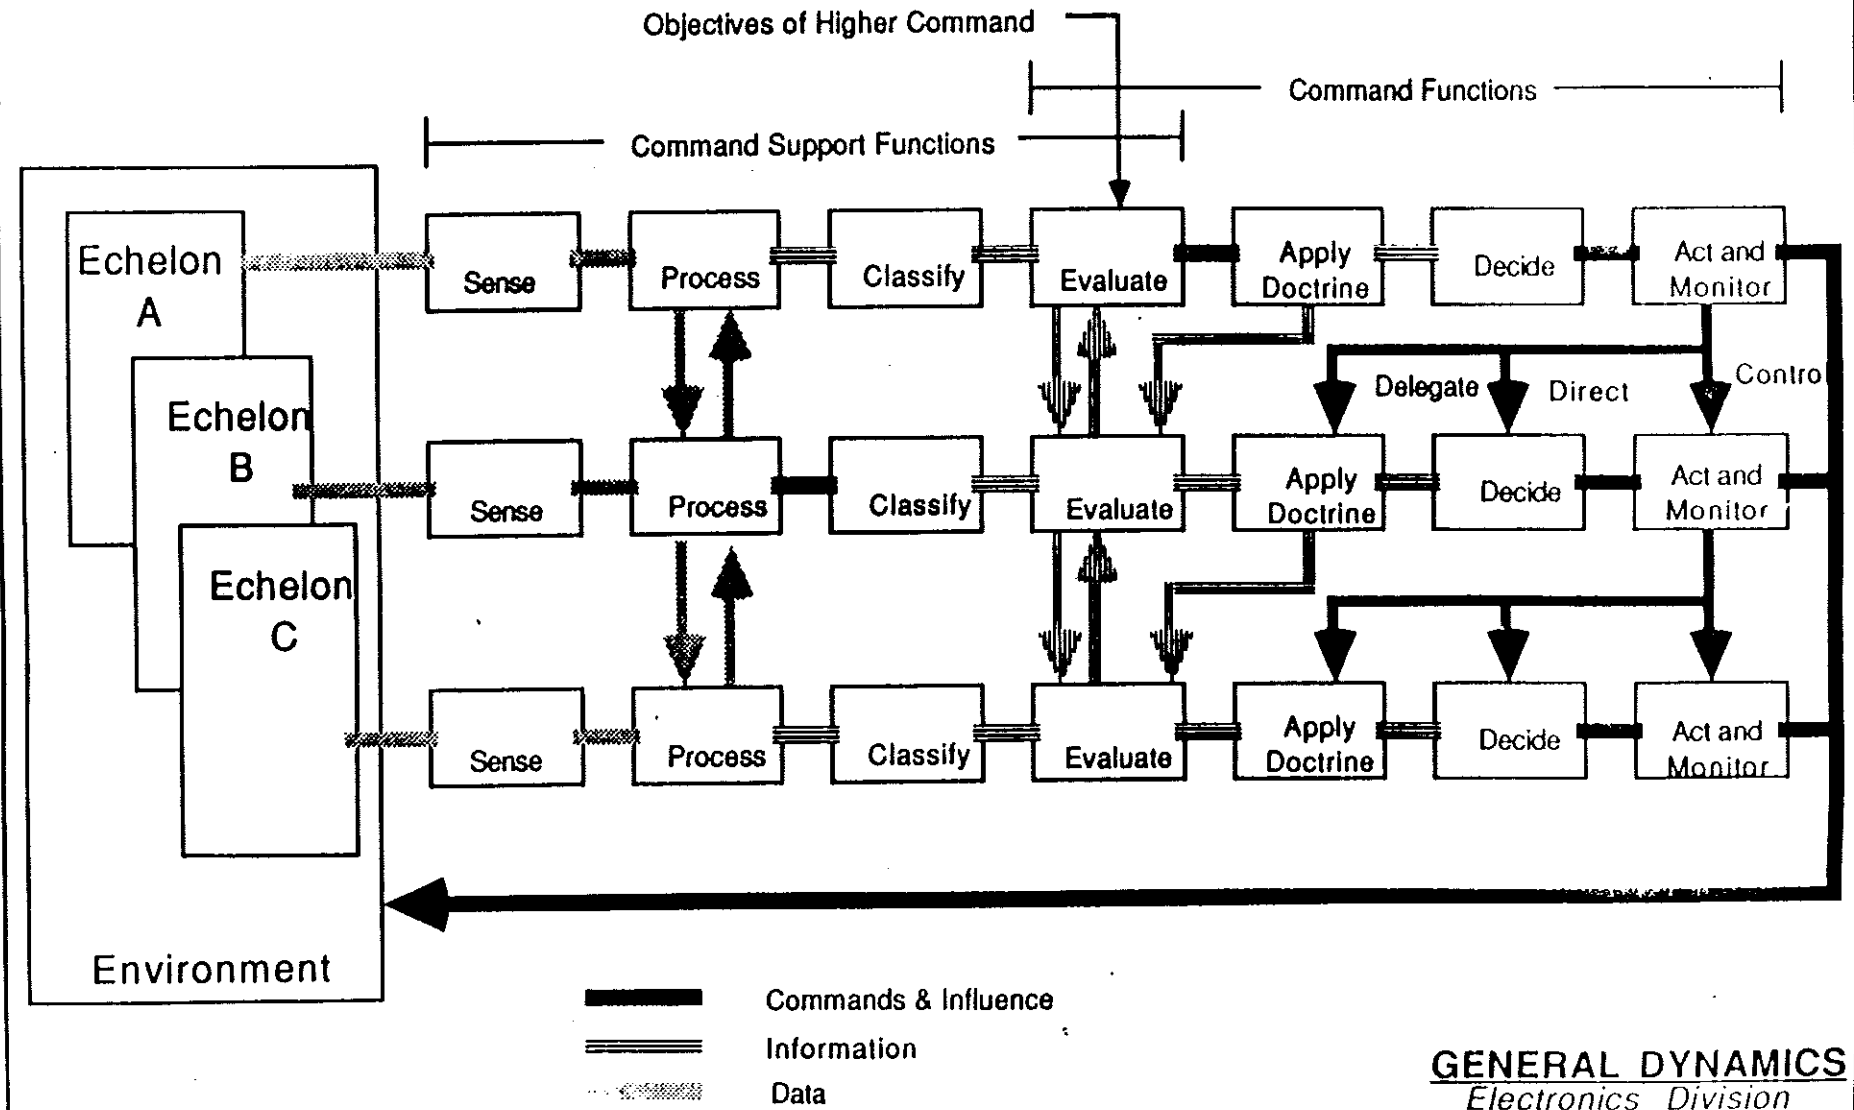 Objectives of Higher Command
Command Functions
Command Support Functions
Echelon
A
Sense
Process
Classify
Evaluate
Apply
Doctrine
Decide
Act and
Monitor
Delegate
Direct
Contro
Echelon
B
Sense
Process
Classify
Evaluate
Apply
Doctrine
Decide
Act and
Monitor
Echelon
C
Sense
Process
Classify
Evaluate
Apply
Doctrine
Decide
Act and
Monitor
Environment
Commands & Influence
Information
Data
GENERAL DYNAMICS
Electronics Division